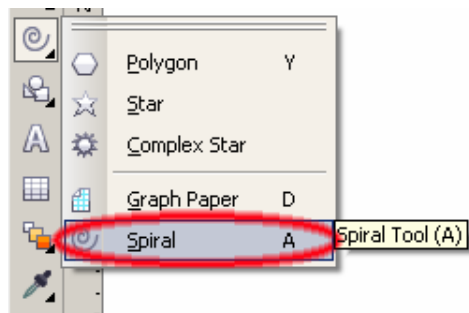 Polygon Y
Star
Complex Star
Graph Paper D
Spiral A
Spiral Tool (A)